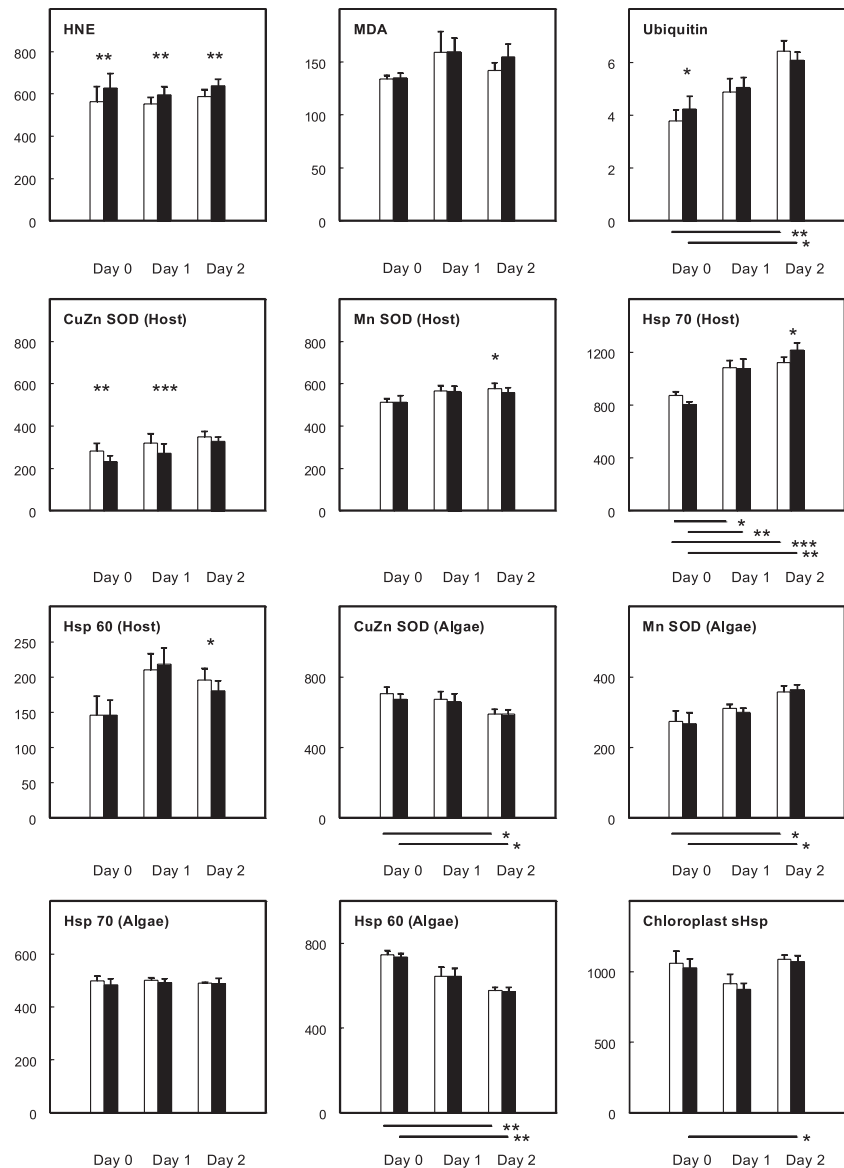 HNE
800
600
400
200
0
** ** **
Day 0 Day 1 Day 2
MDA
150
100
50
0
Day 0 Day 1 Day 2
Ubiquitin
6
4
2
0
*
**
*
Day 0 Day 1 Day 2
CuZn SOD (Host)
800
600
400
200
0
** ***
Day 0 Day 1 Day 2
Mn SOD (Host)
800
600
400
200
0
*
Day 0 Day 1 Day 2
Hsp 70 (Host)
1200
800
400
0
*
*
**
***
**
Day 0 Day 1 Day 2
Hsp 60 (Host)
250
200
150
100
50
0
*
Day 0 Day 1 Day 2
CuZn SOD (Algae)
800
400
0
*
*
Day 0 Day 1 Day 2
Mn SOD (Algae)
400
200
0
*
*
Day 0 Day 1 Day 2
Hsp 70 (Algae)
600
400
200
0
Day 0 Day 1 Day 2
Hsp 60 (Algae)
800
400
0
**
**
Day 0 Day 1 Day 2
Chloroplast sHsp
1000
500
0
*
Day 0 Day 1 Day 2